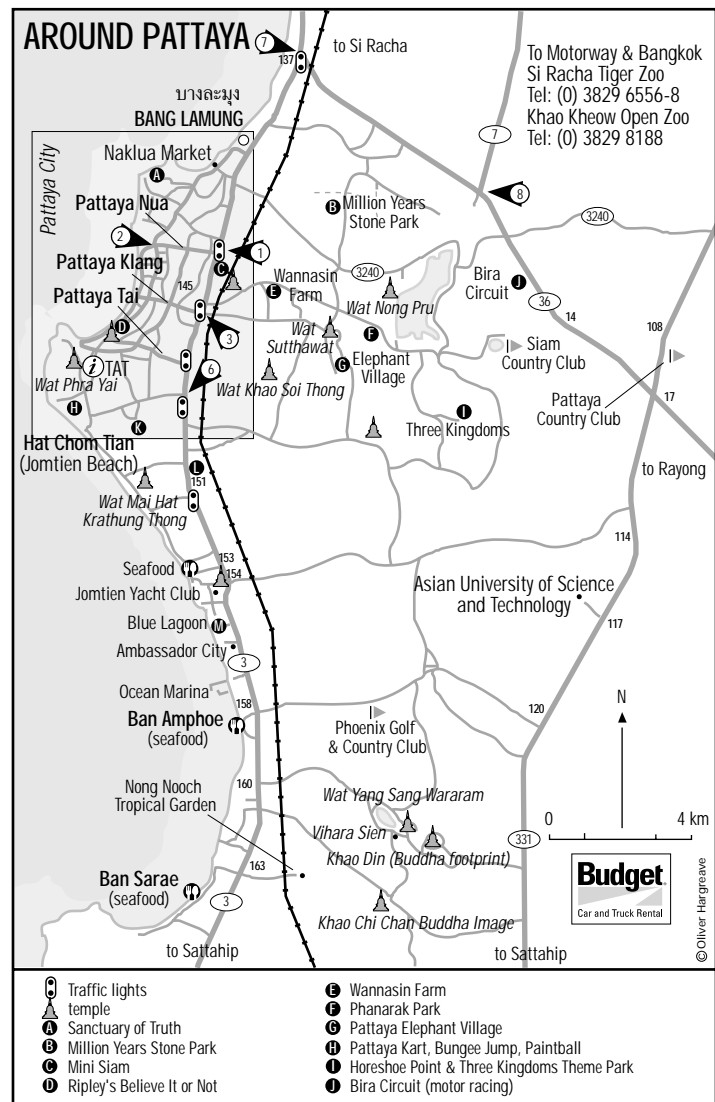 AROUND PATTAYA
7
137
to Si Racha
To Motorway & Bangkok
Si Racha Tiger Zoo
Tel: (0) 3829 6556-8
Khao Kheow Open Zoo
Tel: (0) 3829 8188
บางละมุง
BANG LAMUNG
7
Pattaya City
Naklua Market
A
8
Pattaya Nua
B Million Years
Stone Park
3240
2
1
Pattaya Klang
C
3240
145
E
Wannasin
Farm
Bira
Circuit
J
36
Pattaya Tai
Wat Nong Pru
14
108
D
3
Wat
Sutthawat
F
Siam
Country Club
i TAT
6
G Elephant
Village
Wat Phra Yai
Wat Khao Soi Thong
Pattaya
Country Club
17
H
K
I
Three Kingdoms
Hat Chom Tian
(Jomtien Beach)
L
151
to Rayong
Wat Mai Hat
Krathung Thong
114
153
Seafood
154
Jomtien Yacht Club
Asian University of Science
and Technology
117
Blue Lagoon M
Ambassador City
3
Ocean Marina
158
120
N
Ban Amphoe
(seafood)
Phoenix Golf
& Country Club
160
Nong Nooch
Tropical Garden
Wat Yang Sang Wararam
0 4 km
Vihara Sien
331
Khao Din (Buddha footprint)
163
Ban Sarae
(seafood)
3
Budget
Car and Truck Rental
Khao Chi Chan Buddha Image
to Sattahip
to Sattahip
© Oliver Hargreave
Traffic lights
temple
A Sanctuary of Truth
B Million Years Stone Park
C Mini Siam
D Ripley's Believe It or Not
E Wannasin Farm
F Phanarak Park
G Pattaya Elephant Village
H Pattaya Kart, Bungee Jump, Paintball
I Horeshoe Point & Three Kingdoms Theme Park
J Bira Circuit (motor racing)